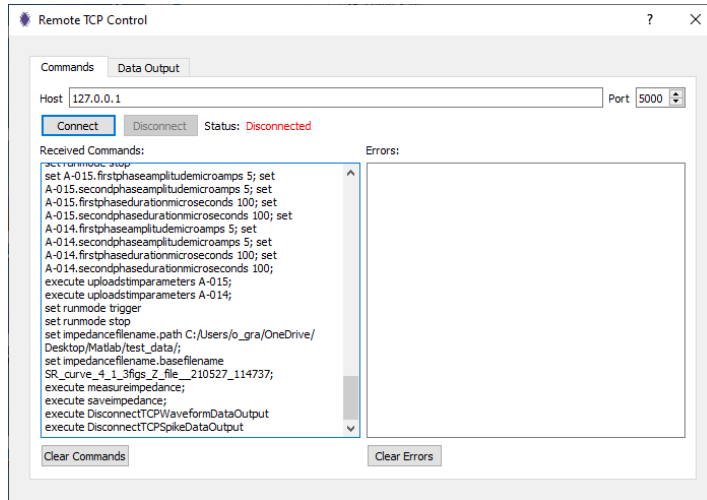 Remote TCP Control
?
Commands
Data Output
Host 127.0.0.1
Port 5000
Connect
Disconnect
Status: Disconnected
Received Commands:
Errors:
set runmode stop
set A-015.firstphaseamplitudemicroamps 5; set
A-015.secondphaseamplitudemicroamps 5; set
A-015.firstphasedurationmicroseconds 100; set
A-015.secondphasedurationmicroseconds 100; set
A-014.firstphaseamplitudemicroamps 5; set
A-014.secondphaseamplitudemicroamps 5; set
A-014.firstphasedurationmicroseconds 100; set
A-014.secondphasedurationmicroseconds 100;
execute uploadstimparameters A-015;
execute uploadstimparameters A-014;
set runmode trigger
set runmode stop
set impedancefilename.path C:/Users/o_gra/OneDrive/
Desktop/Matlab/test_data/;
set impedancefilename.basefilename
SR_curve_4_1_3figs_Z_file__210527_114737;
execute measureimpedance;
execute saveimpedance;
execute DisconnectTCPWaveformDataOutput
execute DisconnectTCPSpikeDataOutput
Clear Commands
Clear Errors